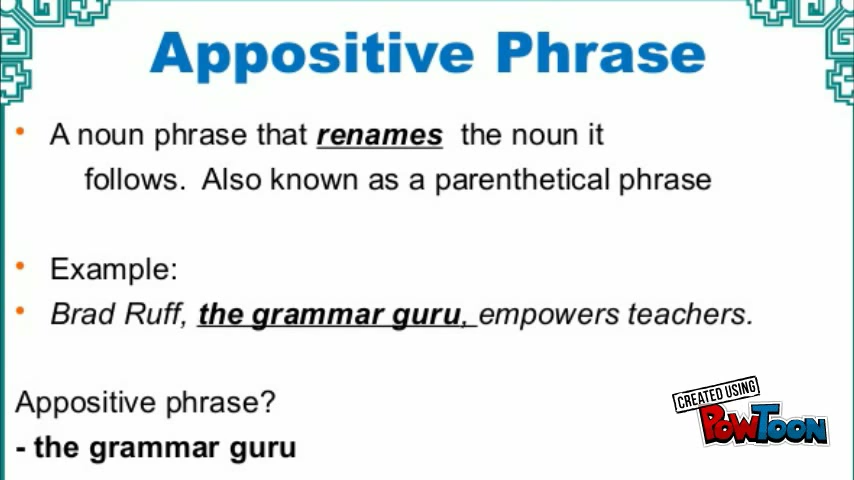 Appositive Phrase
• A noun phrase that renames the noun it
follows. Also known as a parenthetical phrase
• Example:
• Brad Ruff, the grammar guru, empowers teachers.
Appositive phrase?
- the grammar guru
CREATED USING
POWTOON